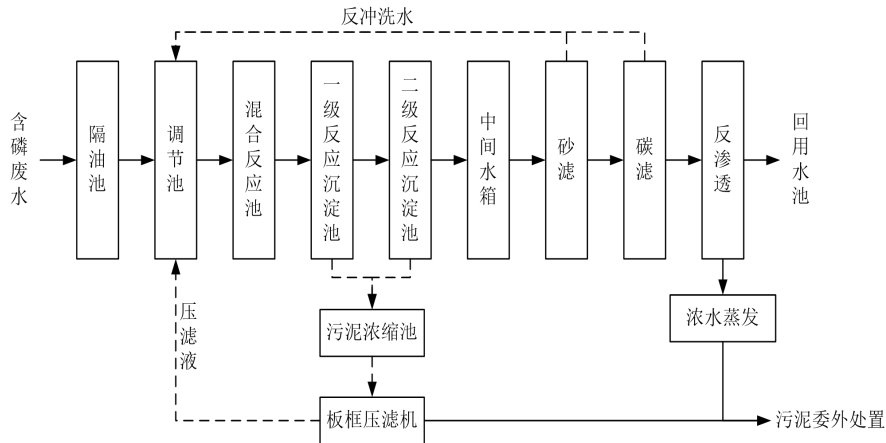 反冲洗水
含磷废水
隔油池
调节池
混合反应池
一级反应沉淀池
二级反应沉淀池
中间水箱
砂滤
碳滤
反渗透
回用水池
压滤液
污泥浓缩池
浓水蒸发
板框压滤机
污泥委外处置